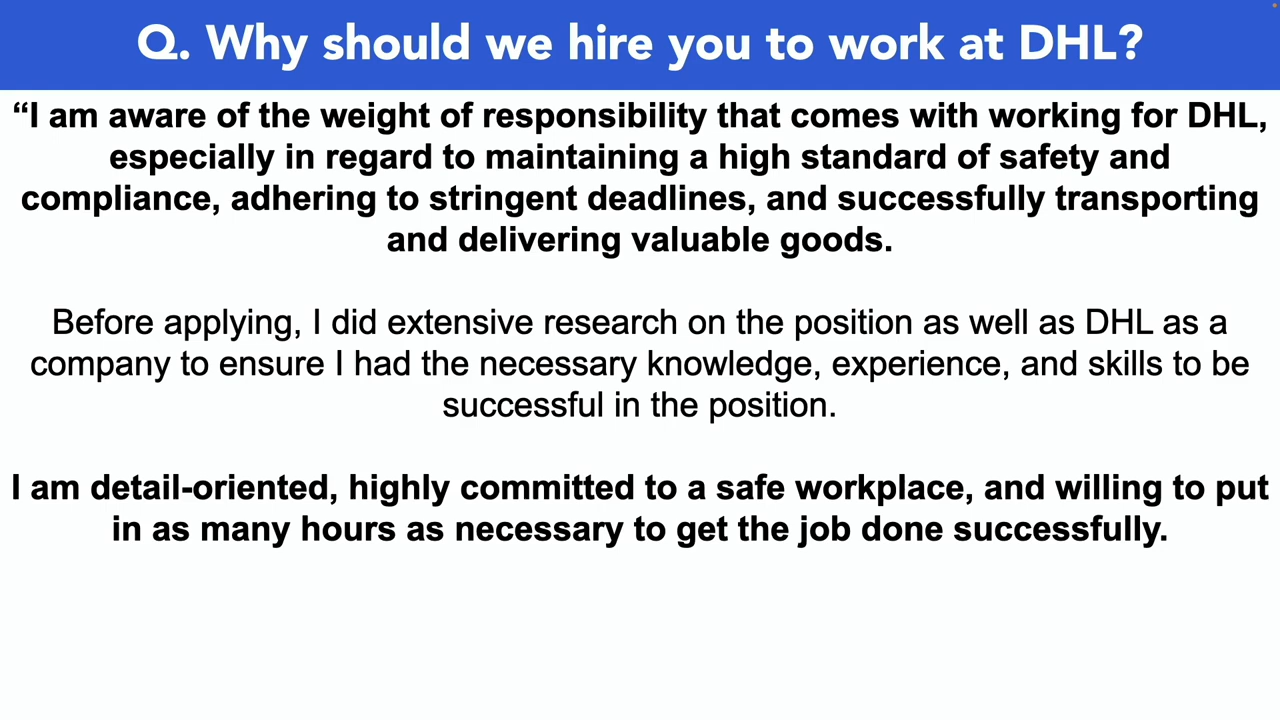 Q. Why should we hire you to work at DHL?
“I am aware of the weight of responsibility that comes with working for DHL,
especially in regard to maintaining a high standard of safety and
compliance, adhering to stringent deadlines, and successfully transporting
and delivering valuable goods.
Before applying, I did extensive research on the position as well as DHL as a
company to ensure I had the necessary knowledge, experience, and skills to be
successful in the position.
I am detail-oriented, highly committed to a safe workplace, and willing to put
in as many hours as necessary to get the job done successfully.